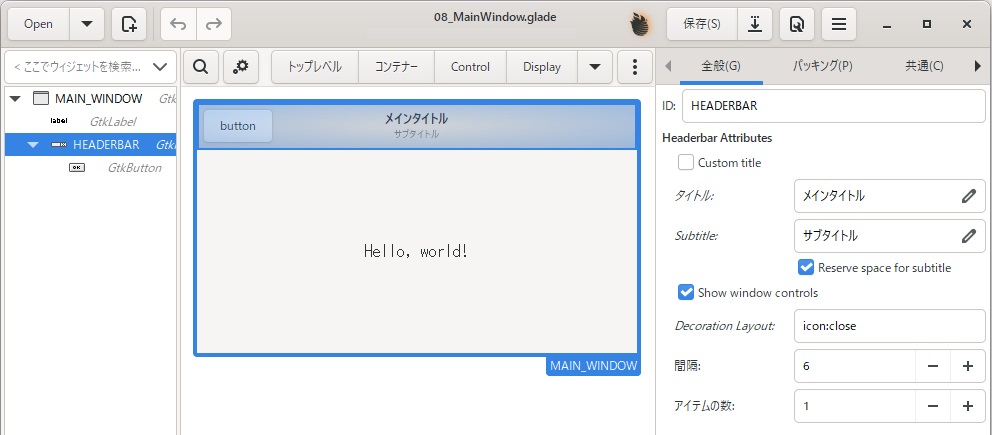 Open
08_MainWindow.glade
保存(S)
< ここでウィジェットを検索...
トップレベル
コンテナー
Control
Display
全般(G)
パッキング(P)
共通(C)
MAIN_WINDOW
label
GtkLabel
HEADERBAR
OK
GtkButton
button
メインタイトル
サブタイトル
Hello, world!
MAIN_WINDOW
ID:
HEADERBAR
Headerbar Attributes
Custom title
タイトル:
メインタイトル
Subtitle:
サブタイトル
Reserve space for subtitle
Show window controls
Decoration Layout:
icon:close
間隔:
6
アイテムの数:
1